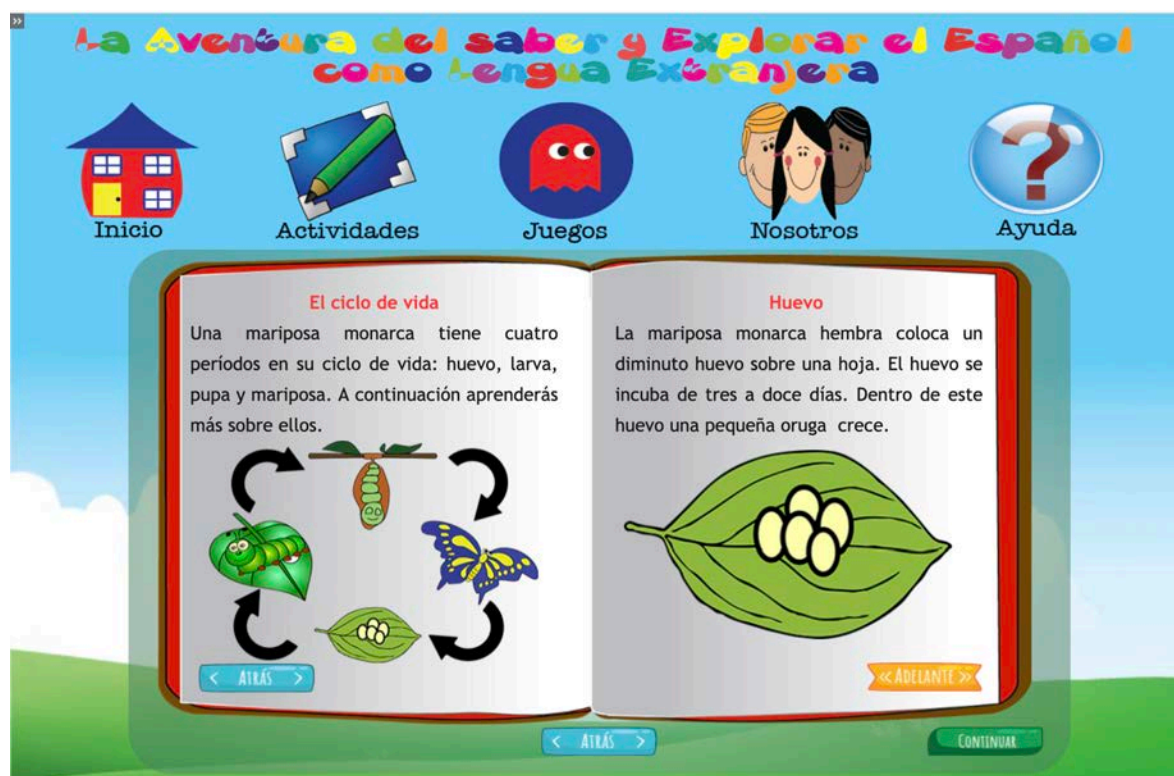 »
La Aventura del saber y Explorar el Español
como Lengua Extranjera
Inicio
Actividades
Juegos
Nosotros
Ayuda
El ciclo de vida
Una mariposa monarca tiene cuatro
períodos en su ciclo de vida: huevo, larva,
pupa y mariposa. A continuación aprenderás
más sobre ellos.
< ATRÁS >
Huevo
La mariposa monarca hembra coloca un
diminuto huevo sobre una hoja. El huevo se
incuba de tres a doce días. Dentro de este
huevo una pequeña oruga crece.
« ADELANTE »
< ATRÁS >
CONTINUAR